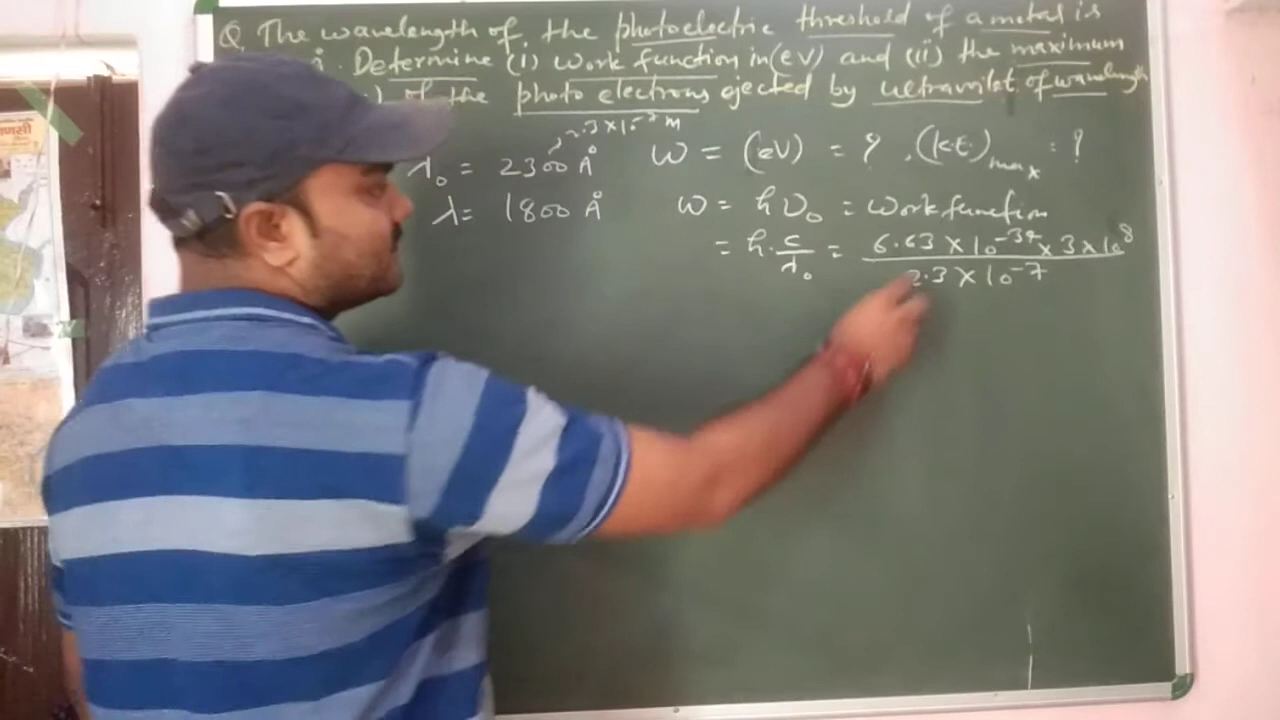 Q. The wavelength of the photoelectric threshold of a metal is
Å. Determine (i) work function in (eV) and (ii) the maximum
) of the photo electrons ejected by ultraviolet of wavelength
2.3 × 10⁻⁷ m
λ₀ = 2300 Å
λ = 1800 Å
W = (eV) = ? , (k.E.)max = ?
W = hν₀ = work function
= h. c/λ₀ = 6.63 × 10⁻³⁴ × 3 × 10⁸ / 2.3 × 10⁻⁷